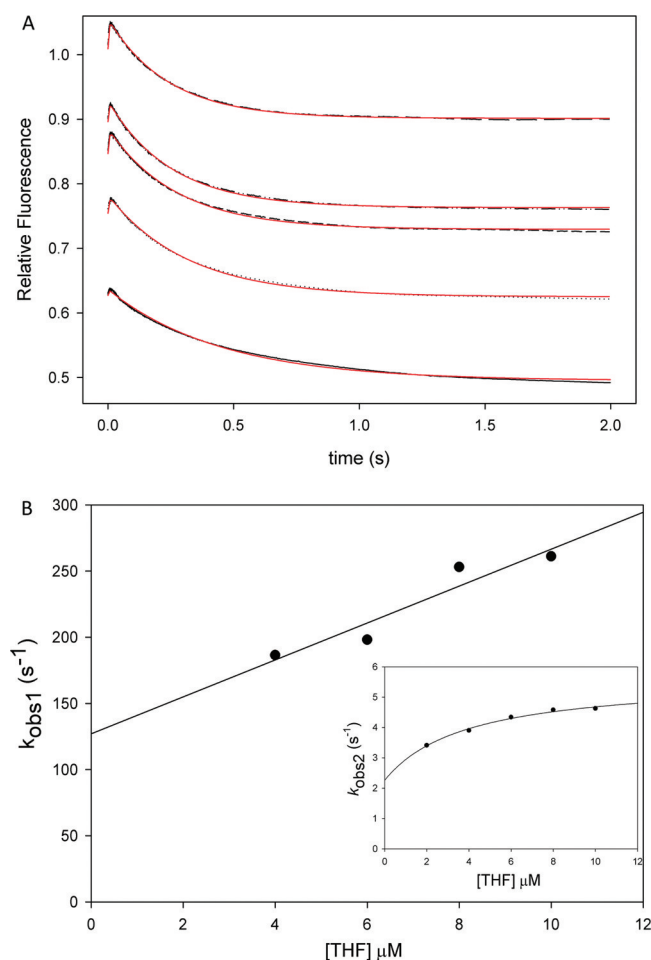 A
Relative Fluorescence
1.0
0.9
0.8
0.7
0.6
0.5
0.0 0.5 1.0 1.5 2.0
time (s)
B
kobs1 (s-1)
300
250
200
150
100
50
0
0 2 4 6 8 10 12
[THF] μM
kobs2 (s-1)
6
5
4
3
2
1
0
0 2 4 6 8 10 12
[THF] μM